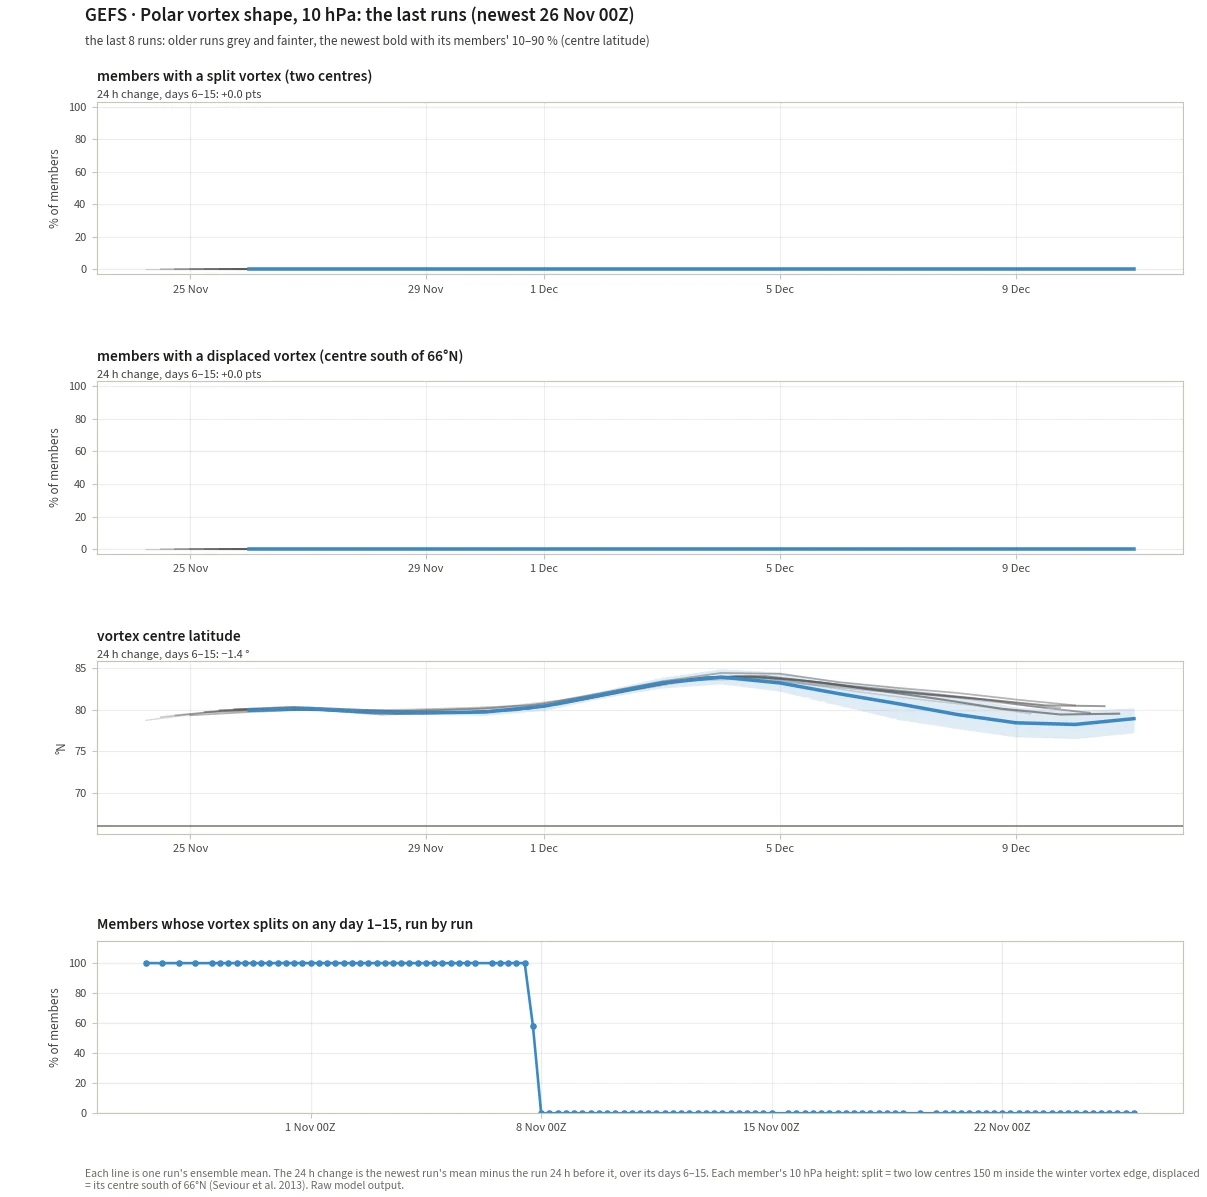 GEFS · Polar vortex shape, 10 hPa: the last runs (newest 26 Nov 00Z)
the last 8 runs: older runs grey and fainter, the newest bold with its members' 10–90 % (centre latitude)
members with a split vortex (two centres)
24 h change, days 6–15: +0.0 pts
100
80
60
40
20
0
% of members
25 Nov
29 Nov
1 Dec
5 Dec
9 Dec
members with a displaced vortex (centre south of 66°N)
24 h change, days 6–15: +0.0 pts
100
80
60
40
20
0
% of members
25 Nov
29 Nov
1 Dec
5 Dec
9 Dec
vortex centre latitude
24 h change, days 6–15: −1.4 °
85
80
75
70
°N
25 Nov
29 Nov
1 Dec
5 Dec
9 Dec
Members whose vortex splits on any day 1–15, run by run
100
80
60
40
20
0
% of members
1 Nov 00Z
8 Nov 00Z
15 Nov 00Z
22 Nov 00Z
Each line is one run's ensemble mean. The 24 h change is the newest run's mean minus the run 24 h before it, over its days 6–15. Each member's 10 hPa height: split = two low centres 150 m inside the winter vortex edge, displaced
= its centre south of 66°N (Seviour et al. 2013). Raw model output.